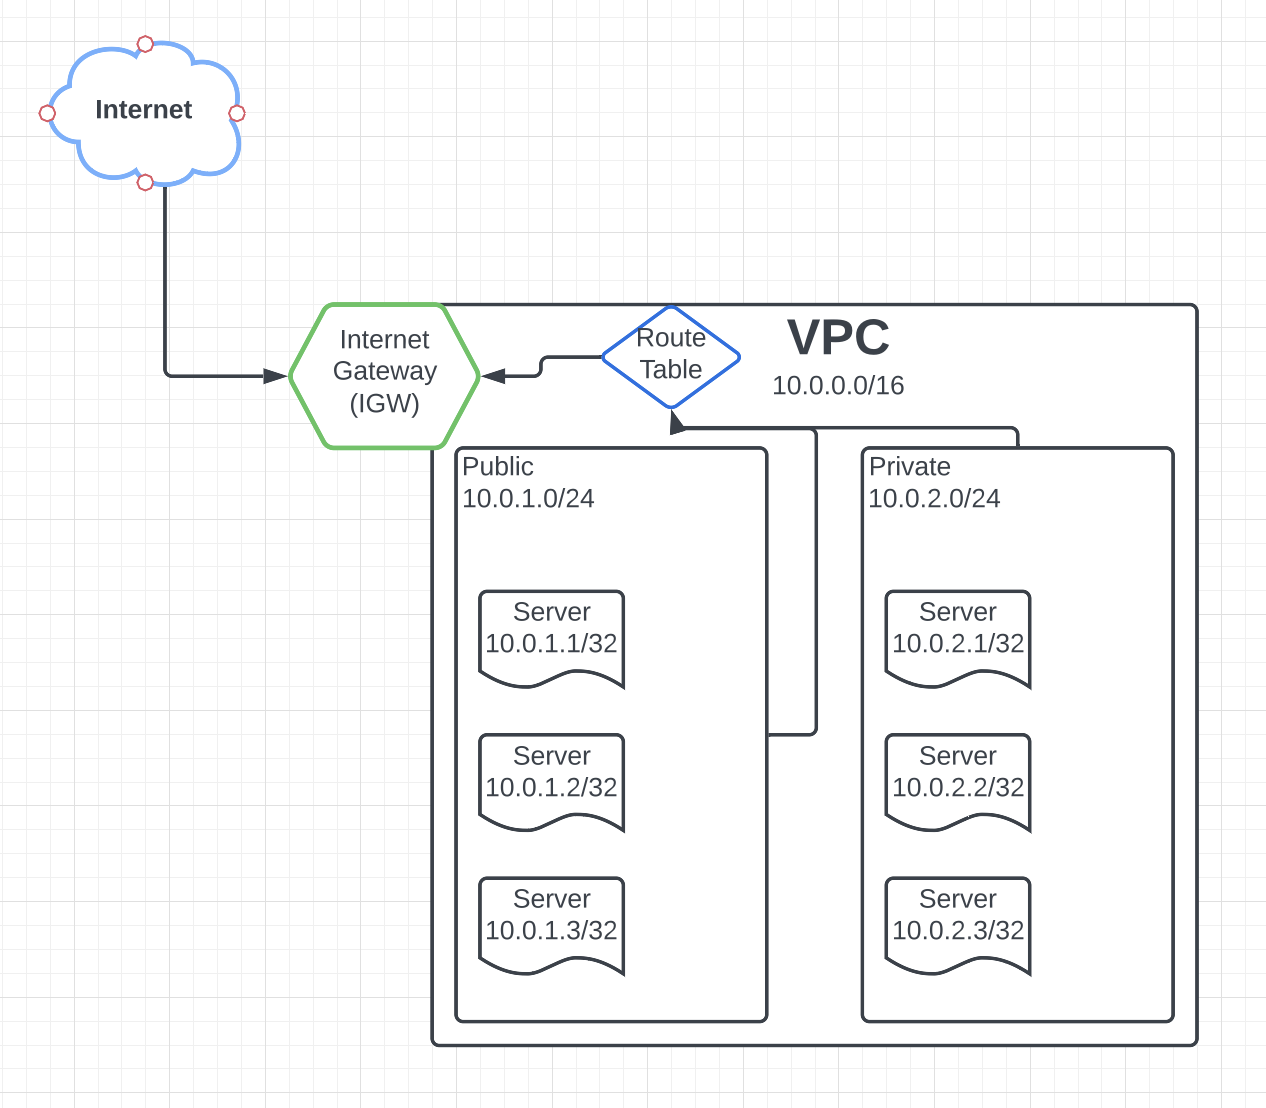 Internet
Internet
Gateway
(IGW)
Route
Table
VPC
10.0.0.0/16
Public
10.0.1.0/24
Server
10.0.1.1/32
Server
10.0.1.2/32
Server
10.0.1.3/32
Private
10.0.2.0/24
Server
10.0.2.1/32
Server
10.0.2.2/32
Server
10.0.2.3/32